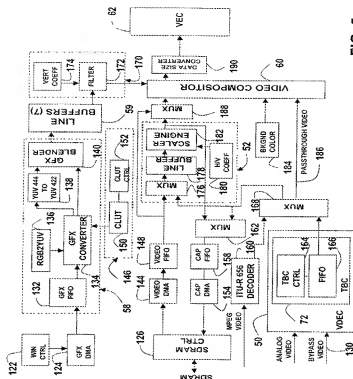 62
VEC
190
DATA SIZE
CONVERTER
174
VERT
COEFF
FILTER
172
170
60
VIDEO COMPOSITOR
LINE
BUFFERS (7)
59
MUX
188
GFX
BLENDER
140
YUV 444
TO
YUV 422
138
136
RGB2YUV
GFX
CONVERTER
134
132
GFX
FIFO
58
152
CLUT
CTRL
CLUT
150
146
SCALER
ENGINE
182
LINE
BUFFER
178
H/V
COEFF
180
52
MUX
176
BKGND
COLOR
184
PASSTHROUGH VIDEO
186
MUX
168
MUX
162
122
WIN
CTRL
124
GFX
DMA
148
VIDEO
FIFO
144
VIDEO
DMA
CAP
FIFO
158
CAP
DMA
154
126
SDRAM
CTRL
SDRAM
160
ITUR 656
DECODER
MPEG
VIDEO
TBC
CTRL
164
FIFO
166
TBC
72
50
VDEC
ANALOG
VIDEO
BYPASS
VIDEO
130